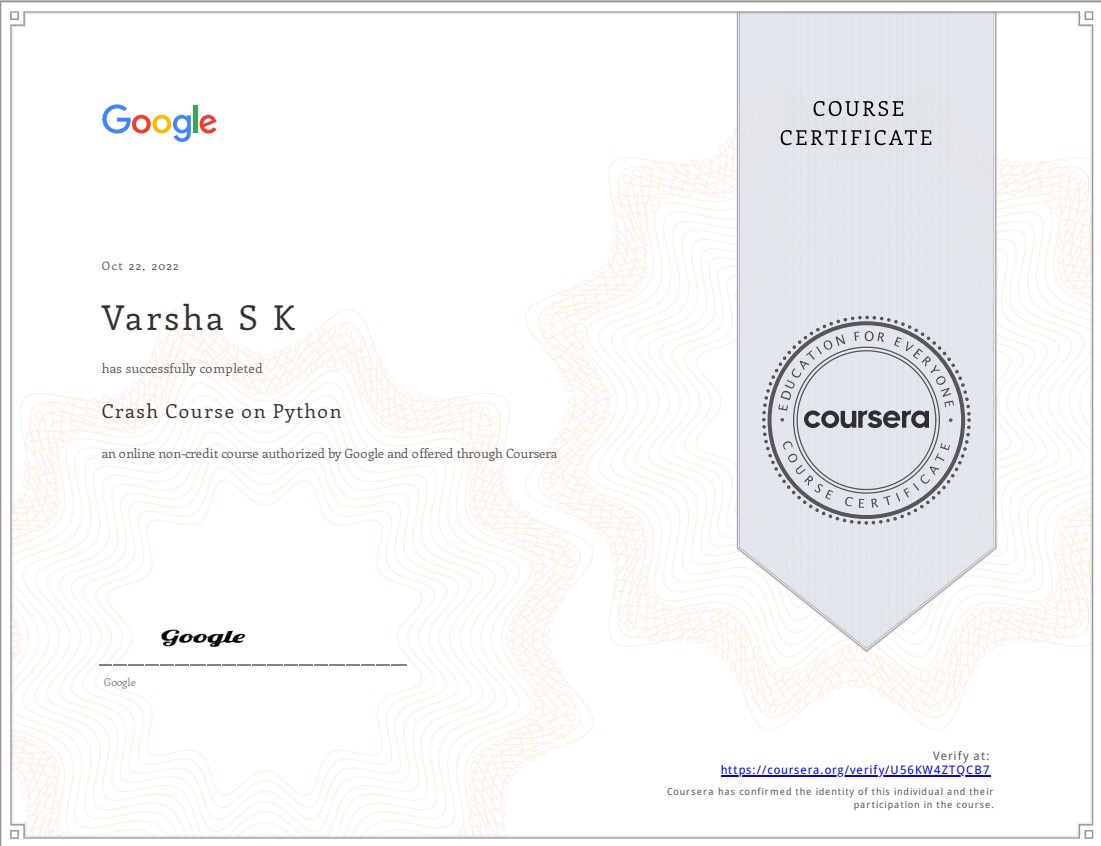 Google
COURSE
CERTIFICATE
Oct 22, 2022
Varsha S K
has successfully completed
Crash Course on Python
an online non-credit course authorized by Google and offered through Coursera
EDUCATION FOR EVERYONE
coursera
COURSE CERTIFICATE
Google
Google
Verify at:
https://coursera.org/verify/U56KW4ZTQCB7
Coursera has confirmed the identity of this individual and their
participation in the course.